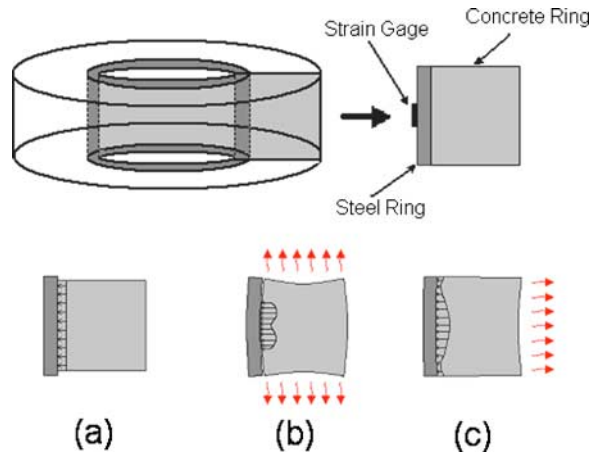 Concrete Ring
Strain Gage
Steel Ring
(a)
(b)
(c)